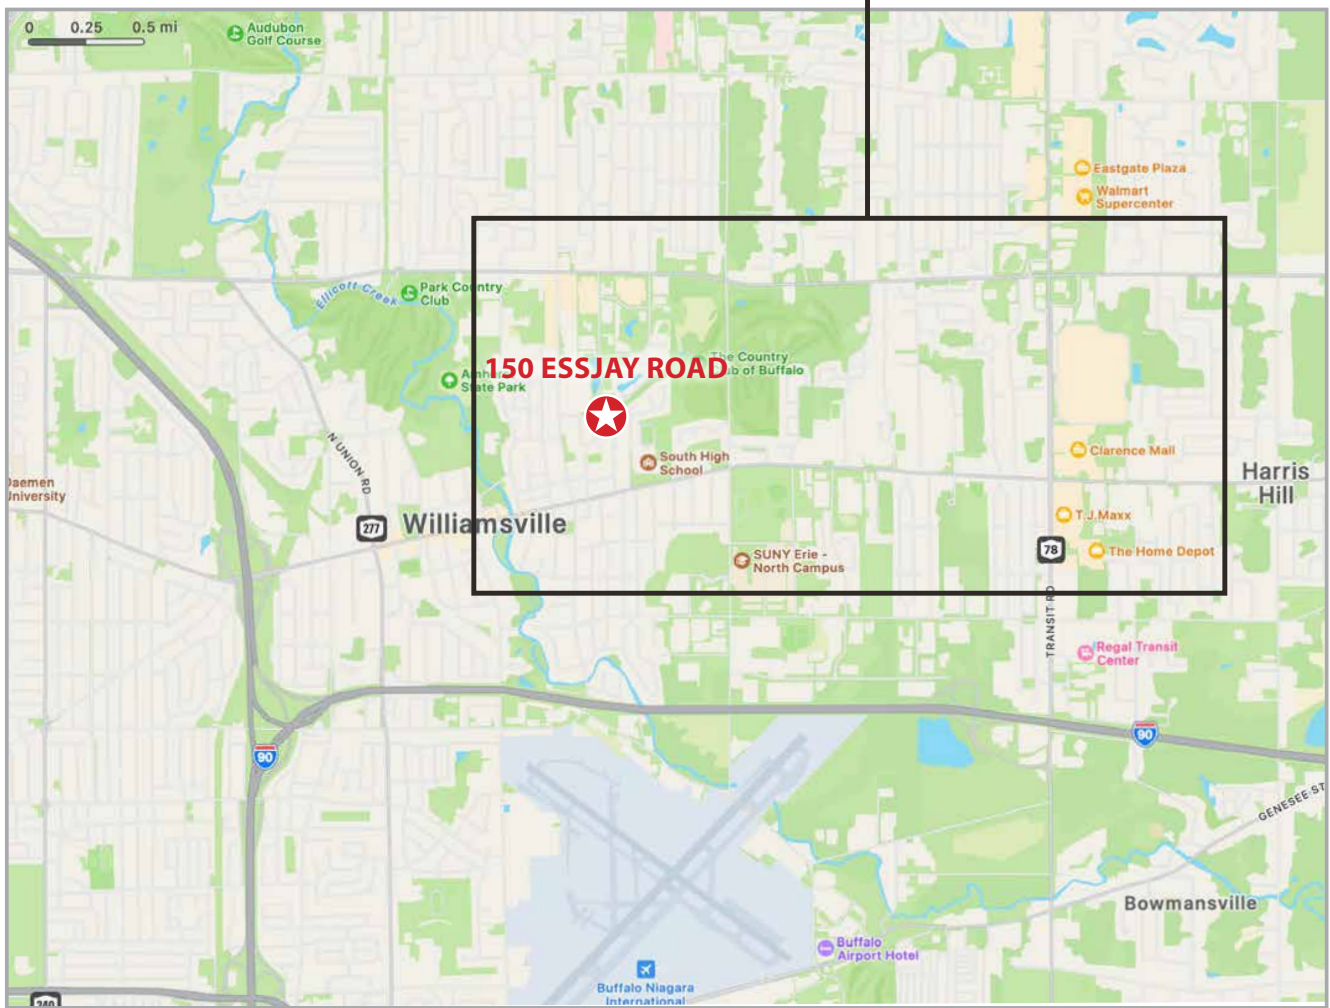 0 0.25 0.5 mi
Audubon
Golf Course
Eastgate Plaza
Walmart
Supercenter
Ellicott Creek
Park Country
Club
The Country
Club of Buffalo
150 ESSJAY ROAD
Amherst
State Park
N UNION RD
South High
School
Clarence Mall
Harris
Hill
Daemen
University
277
Williamsville
T.J.Maxx
78
The Home Depot
SUNY Erie -
North Campus
TRANSIT RD
Regal Transit
Center
90
90
GENESEE ST
Bowmansville
Buffalo
Airport Hotel
Buffalo Niagara
International
240